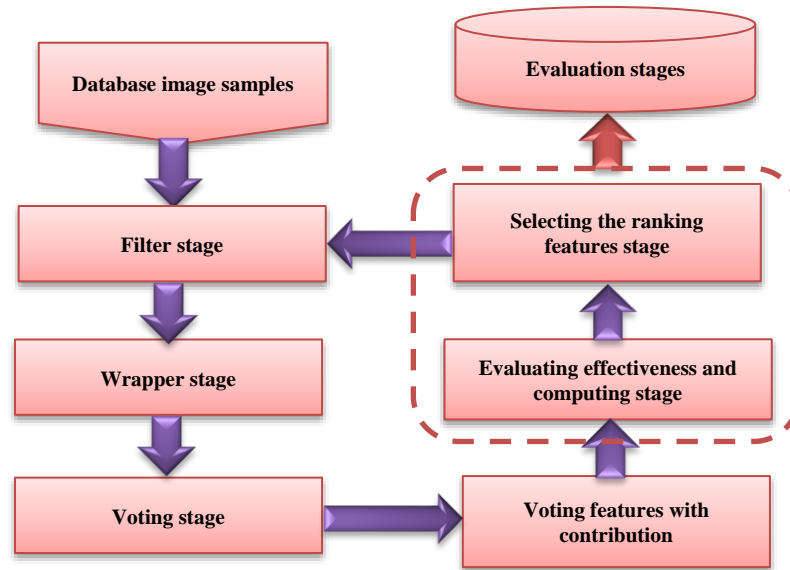 Database image samples
Evaluation stages
Filter stage
Selecting the ranking
features stage
Wrapper stage
Evaluating effectiveness and
computing stage
Voting stage
Voting features with
contribution